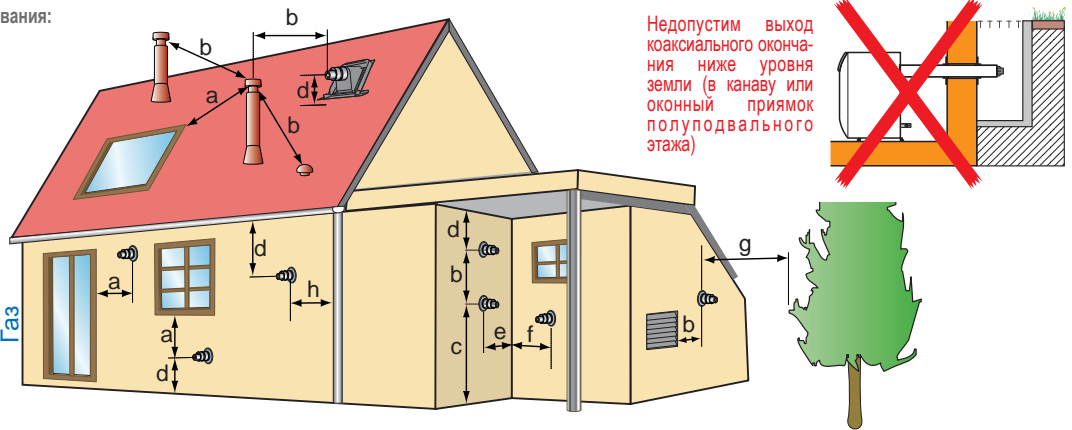 вания:
Недопустим выход
коаксиального оконча-
ния ниже уровня
земли (в канаву или
оконный приямок
полуподвального
этажа)
b
b
d
a
b
d
d
g
a
h
b
a
e
f
b
c
d
Газ